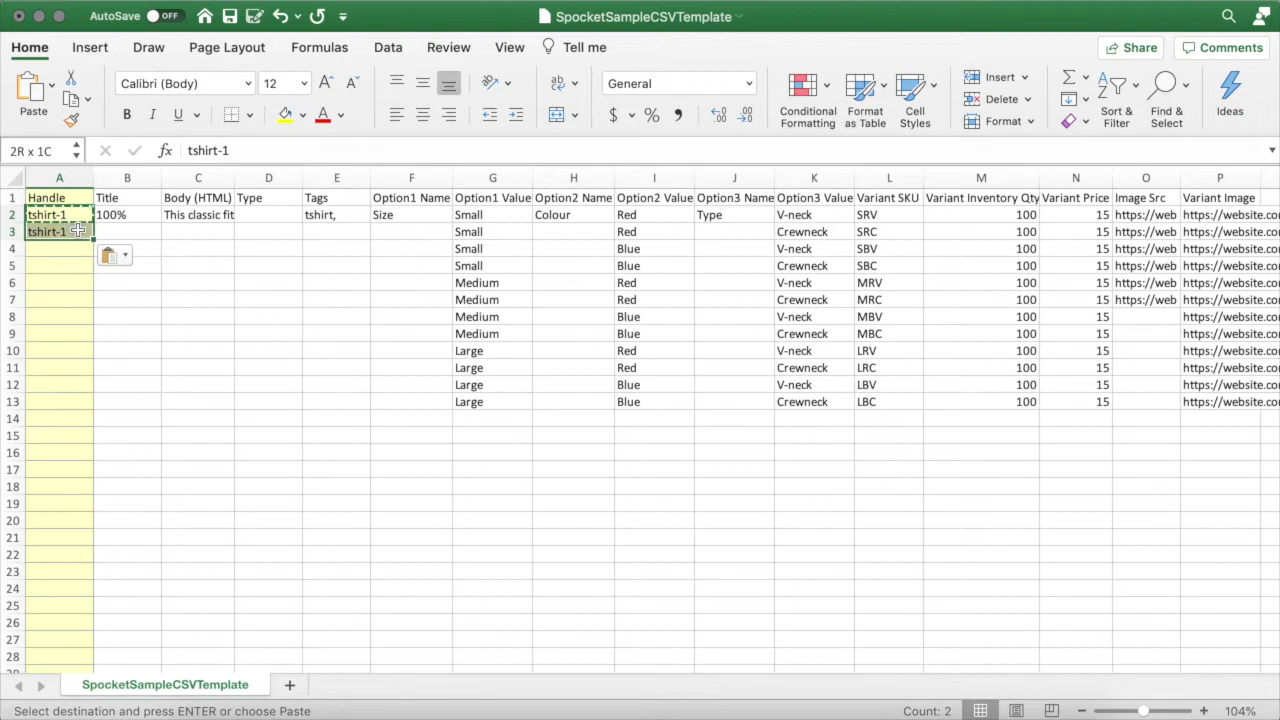 AutoSave OFF SpocketSampleCSVTemplate
Home Insert Draw Page Layout Formulas Data Review View Tell me Share Comments
Paste Calibri (Body) 12 A A ab General Insert Σ A Z
B U A $ % Conditional Formatting Format as Table Cell Styles Delete Format Sort & Filter Find & Select Ideas
2R x 1C fx tshirt-1
A B C D E F G H I J K L M N O P
1 Handle Title Body (HTML) Type Tags Option1 Name Option1 Value Option2 Name Option2 Value Option3 Name Option3 Value Variant SKU Variant Inventory Qty Variant Price Image Src Variant Image
2 tshirt-1 100% This classic fit tshirt, Size Small Colour Red Type V-neck SRV 100 15 https://web https://website.co
3 tshirt-1 Small Red Crewneck SRC 100 15 https://web https://website.co
4 Small Blue V-neck SBV 100 15 https://web https://website.co
5 Small Blue Crewneck SBC 100 15 https://web https://website.co
6 Medium Red V-neck MRV 100 15 https://web https://website.co
7 Medium Red Crewneck MRC 100 15 https://web https://website.co
8 Medium Blue V-neck MBV 100 15 https://website.co
9 Medium Blue Crewneck MBC 100 15 https://website.co
10 Large Red V-neck LRV 100 15 https://website.co
11 Large Red Crewneck LRC 100 15 https://website.co
12 Large Blue V-neck LBV 100 15 https://website.co
13 Large Blue Crewneck LBC 100 15 https://website.co
14
15
16
17
18
19
20
21
22
23
24
25
26
27
28
SpocketSampleCSVTemplate
Select destination and press ENTER or choose Paste Count: 2 104%